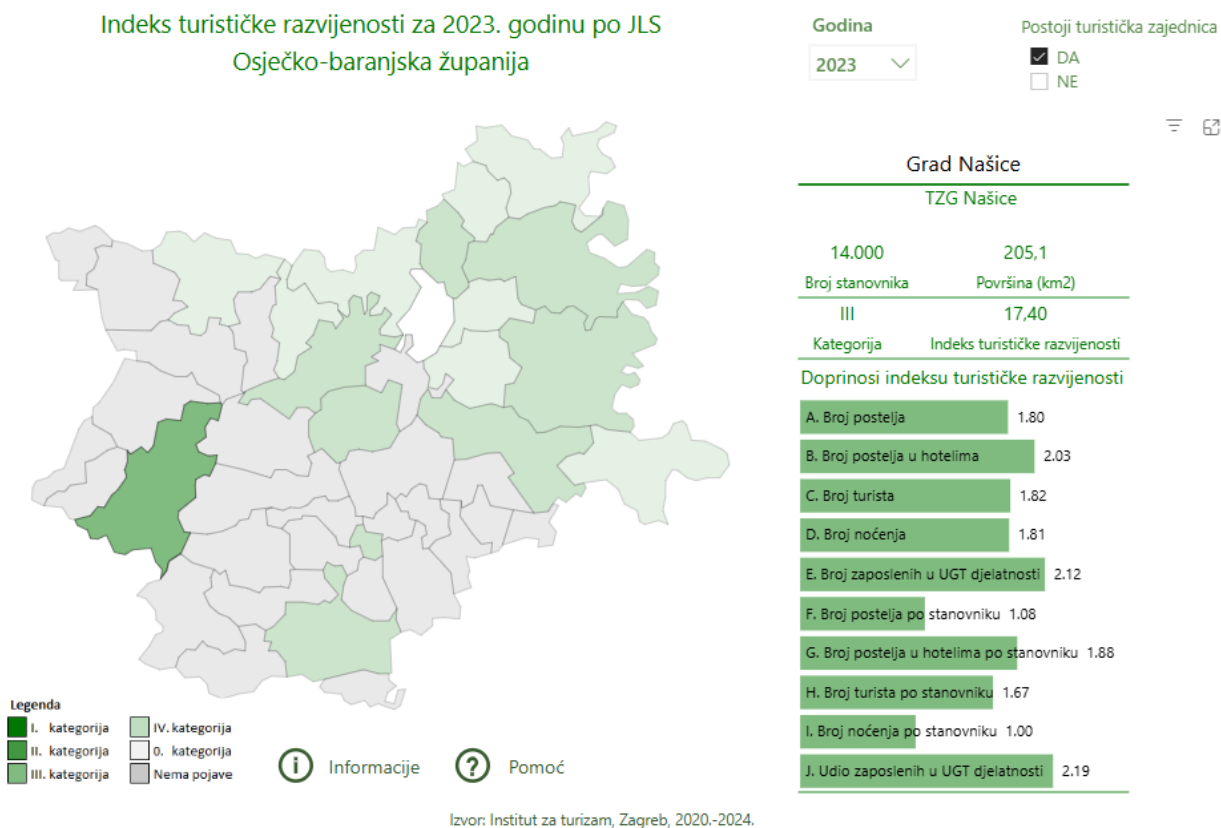 Indeks turističke razvijenosti za 2023. godinu po JLS
Osječko-baranjska županija
Godina
2023
Postoji turistička zajednica
DA
NE
Grad Našice
TZG Našice
14.000 205,1
Broj stanovnika Površina (km2)
III 17,40
Kategorija Indeks turističke razvijenosti
Doprinosi indeksu turističke razvijenosti
A. Broj postelja 1.80
B. Broj postelja u hotelima 2.03
C. Broj turista 1.82
D. Broj noćenja 1.81
E. Broj zaposlenih u UGT djelatnosti 2.12
F. Broj postelja po stanovniku 1.08
G. Broj postelja u hotelima po stanovniku 1.88
H. Broj turista po stanovniku 1.67
I. Broj noćenja po stanovniku 1.00
J. Udio zaposlenih u UGT djelatnosti 2.19
Legenda
I. kategorija IV. kategorija
II. kategorija 0. kategorija
III. kategorija Nema pojave
i Informacije ? Pomoć
Izvor: Institut za turizam, Zagreb, 2020.-2024.